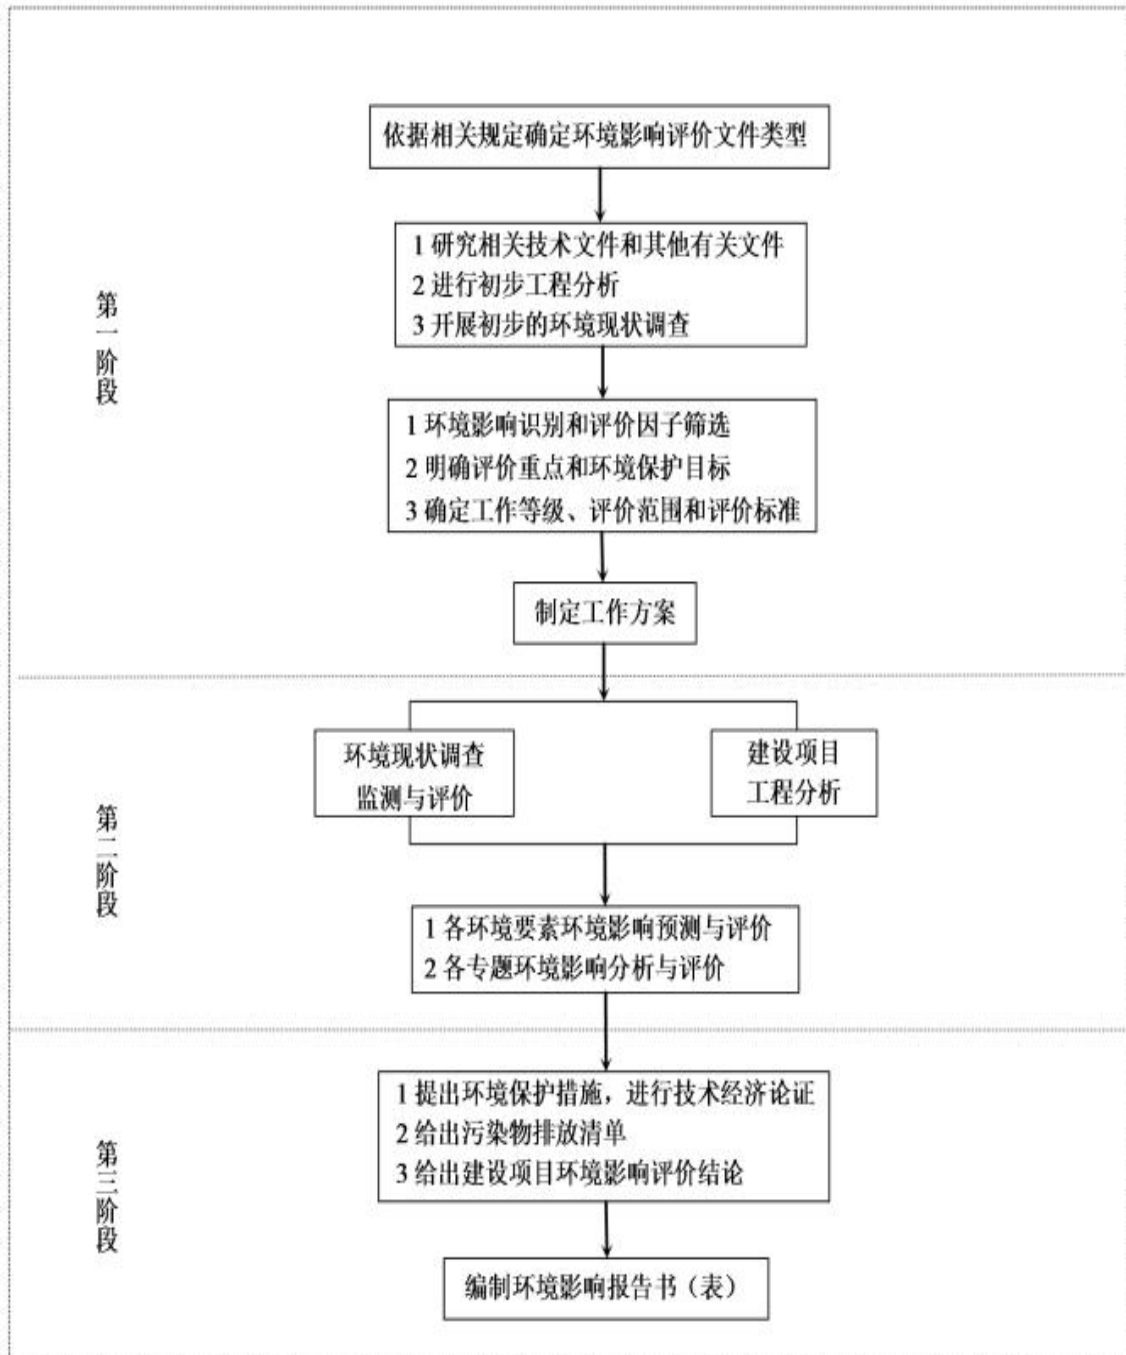 依据相关规定确定环境影响评价文件类型
第一阶段
1 研究相关技术文件和其他有关文件
2 进行初步工程分析
3 开展初步的环境现状调查
1 环境影响识别和评价因子筛选
2 明确评价重点和环境保护目标
3 确定工作等级、评价范围和评价标准
制定工作方案
第二阶段
环境现状调查
监测与评价
建设项目
工程分析
1 各环境要素环境影响预测与评价
2 各专题环境影响分析与评价
第三阶段
1 提出环境保护措施，进行技术经济论证
2 给出污染物排放清单
3 给出建设项目环境影响评价结论
编制环境影响报告书（表）